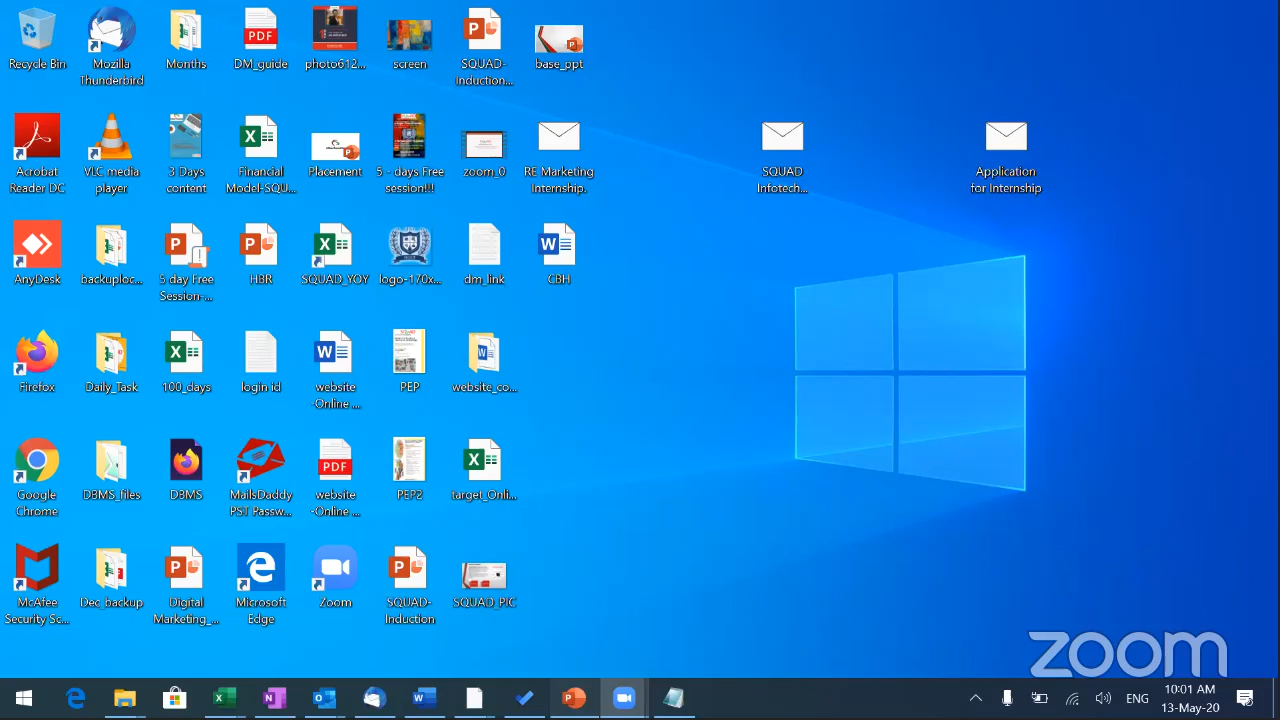 Recycle Bin
Mozilla
Thunderbird
Months
DM_guide
photo612...
screen
SQUAD-
Induction...
base_ppt
Acrobat
Reader DC
VLC media
player
3 Days
content
Financial
Model-SQU...
Placement
5 - days Free
session!!!
zoom_0
RE Marketing
Internship.
SQUAD
Infotech...
Application
for Internship
AnyDesk
backuploc...
5 day Free
Session-...
HBR
SQUAD_YOY
logo-170x...
dm_link
CBH
Firefox
Daily_Task
100_days
login id
website
-Online ...
PEP
website_co...
Google
Chrome
DBMS_files
DBMS
MailsDaddy
PST Passw...
website
-Online ...
PEP2
target_Onli...
McAfee
Security Sc...
Dec_backup
Digital
Marketing_...
Microsoft
Edge
Zoom
SQUAD-
Induction
SQUAD_PIC
zoom
ENG
10:01 AM
13-May-20